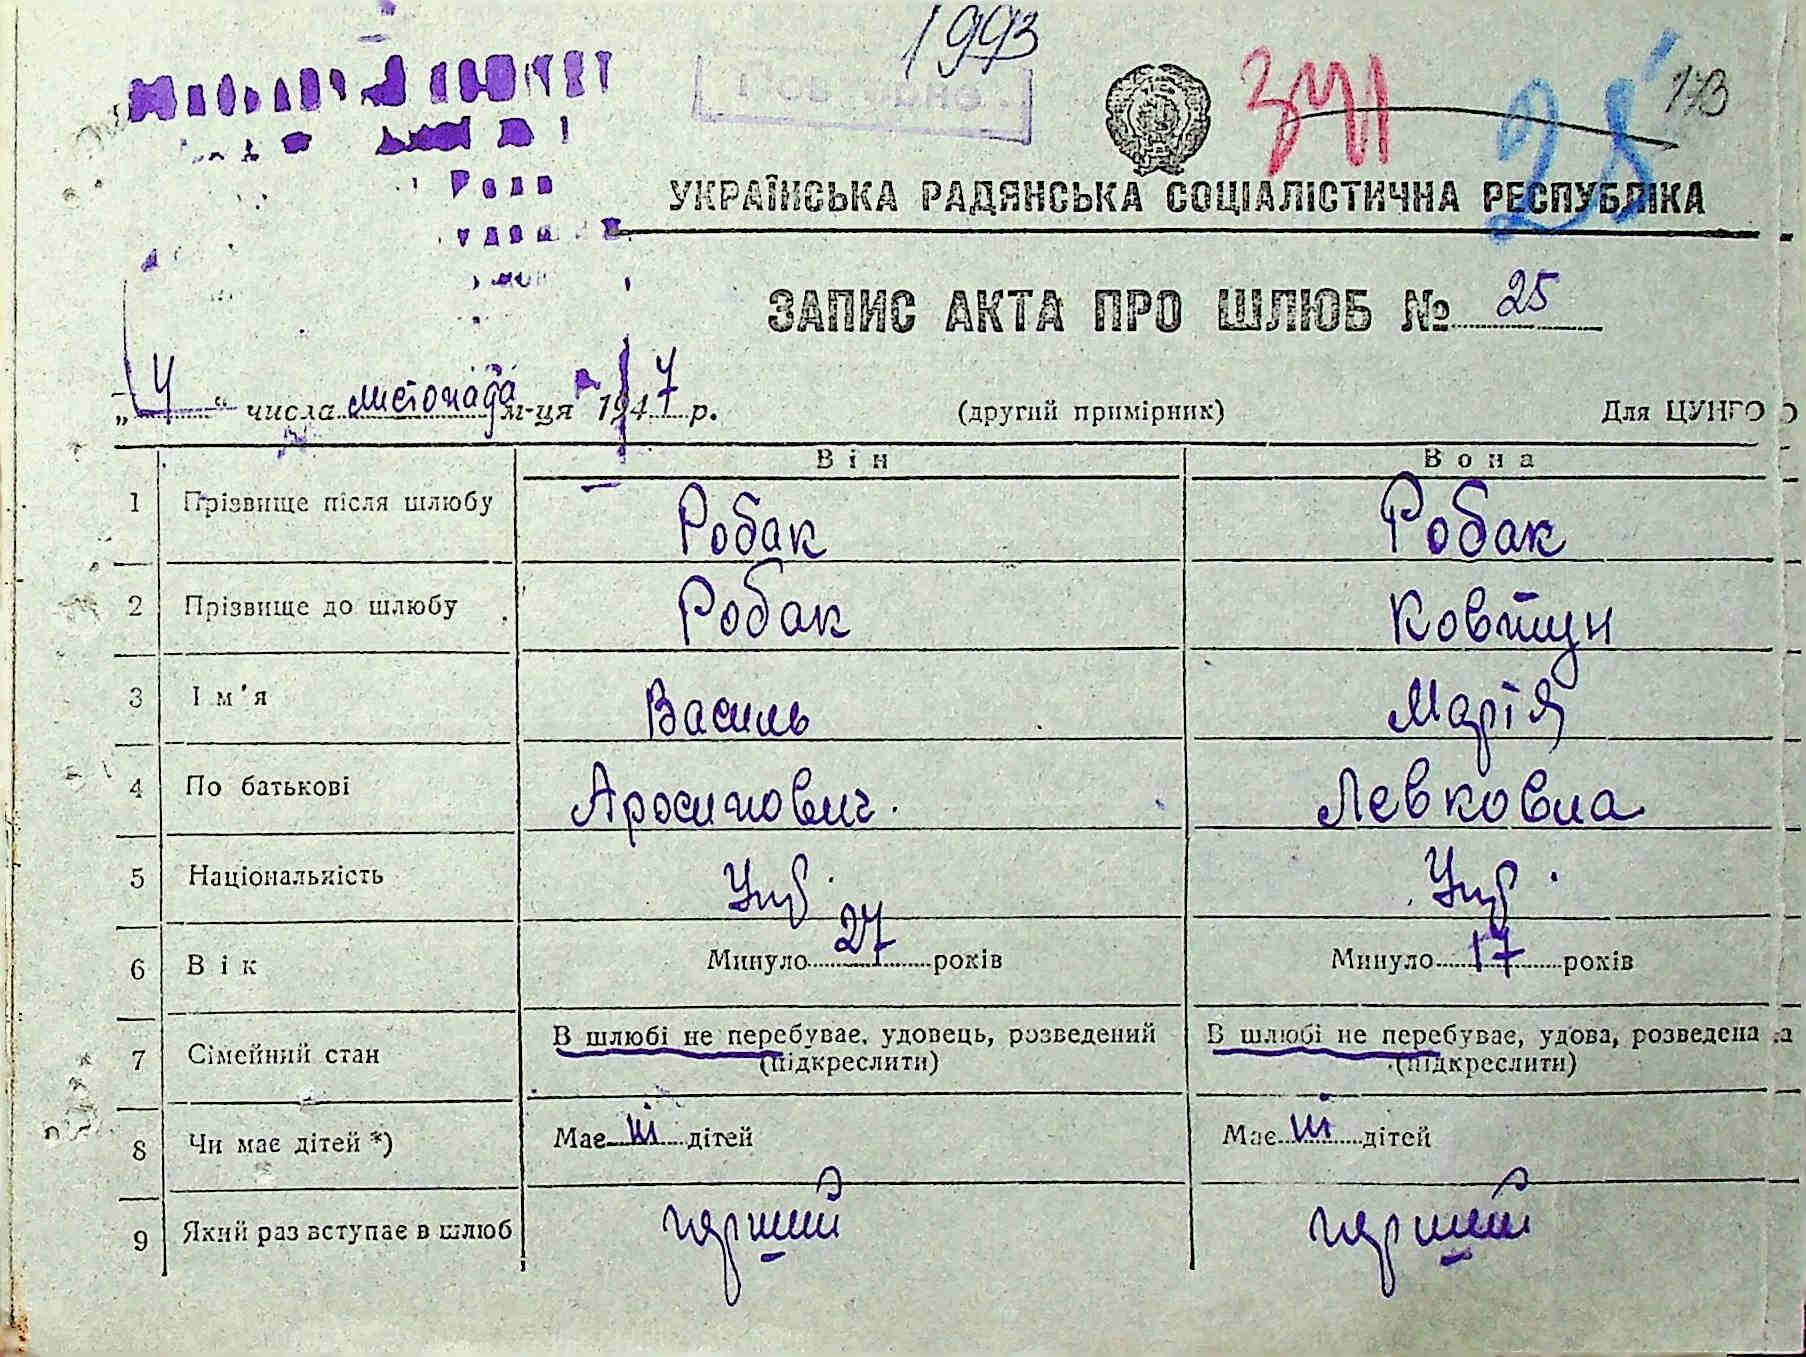 1993
341
28
173
УКРАЇНСЬКА РАДЯНСЬКА СОЦІАЛІСТИЧНА РЕСПУБЛІКА
ЗАПИС АКТА ПРО ШЛЮБ № 25
„4“ числа листопада м-ця 1947 р. (другий примірник) Для ЦУНГО
Він Вона
1 Прізвище після шлюбу Робак Робак
2 Прізвище до шлюбу Робак Ковтун
3 Ім'я Василь Марія
4 По батькові Левковна
5 Національність Укр. Укр.
6 Вік Минуло 27 років Минуло 17 років
7 Сімейний стан В шлюбі не перебуває, удовець, розведений В шлюбі не перебуває, удова, розведена
(підкреслити) (підкреслити)
8 Чи має дітей *) Має ні дітей Має ні дітей
9 Який раз вступає в шлюб перший перший